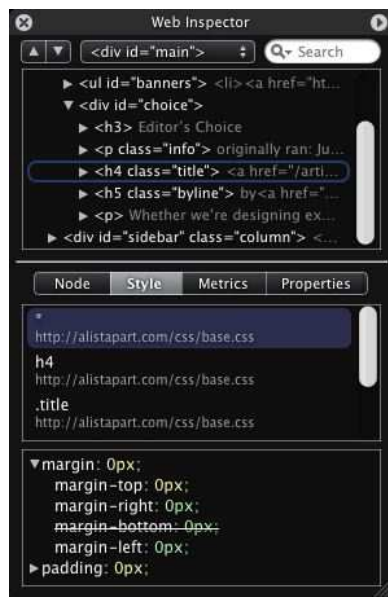 Web Inspector
<div id="main"> Search
<ul id="banners"> <li><a href="ht...
<div id="choice">
<h3> Editor's Choice
<p class="info"> originally ran: Ju...
<h4 class="title"> <a href="/arti...
<h5 class="byline"> by<a href="...
<p> Whether we're designing ex...
<div id="sidebar" class="column"> <...
Node Style Metrics Properties
*
http://alistapart.com/css/base.css
h4
http://alistapart.com/css/base.css
.title
http://alistapart.com/css/base.css
margin: 0px;
margin-top: 0px;
margin-right: 0px;
margin-bottom: 0px;
margin-left: 0px;
padding: 0px;